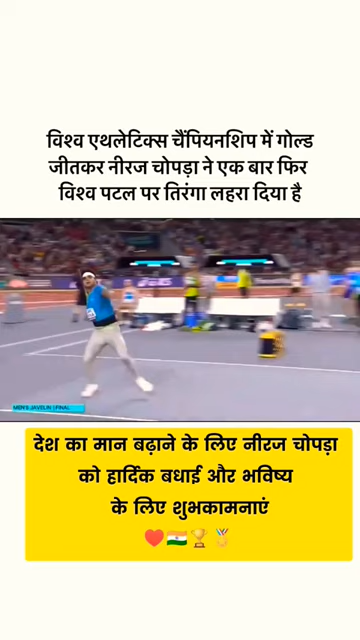 विश्व एथलेटिक्स चैंपियनशिप में गोल्ड
जीतकर नीरज चोपड़ा ने एक बार फिर
विश्व पटल पर तिरंगा लहरा दिया है
MEN'S JAVELIN | FINAL
देश का मान बढ़ाने के लिए नीरज चोपड़ा
को हार्दिक बधाई और भविष्य
के लिए शुभकामनाएं
❤️🇮🇳🏆🏅